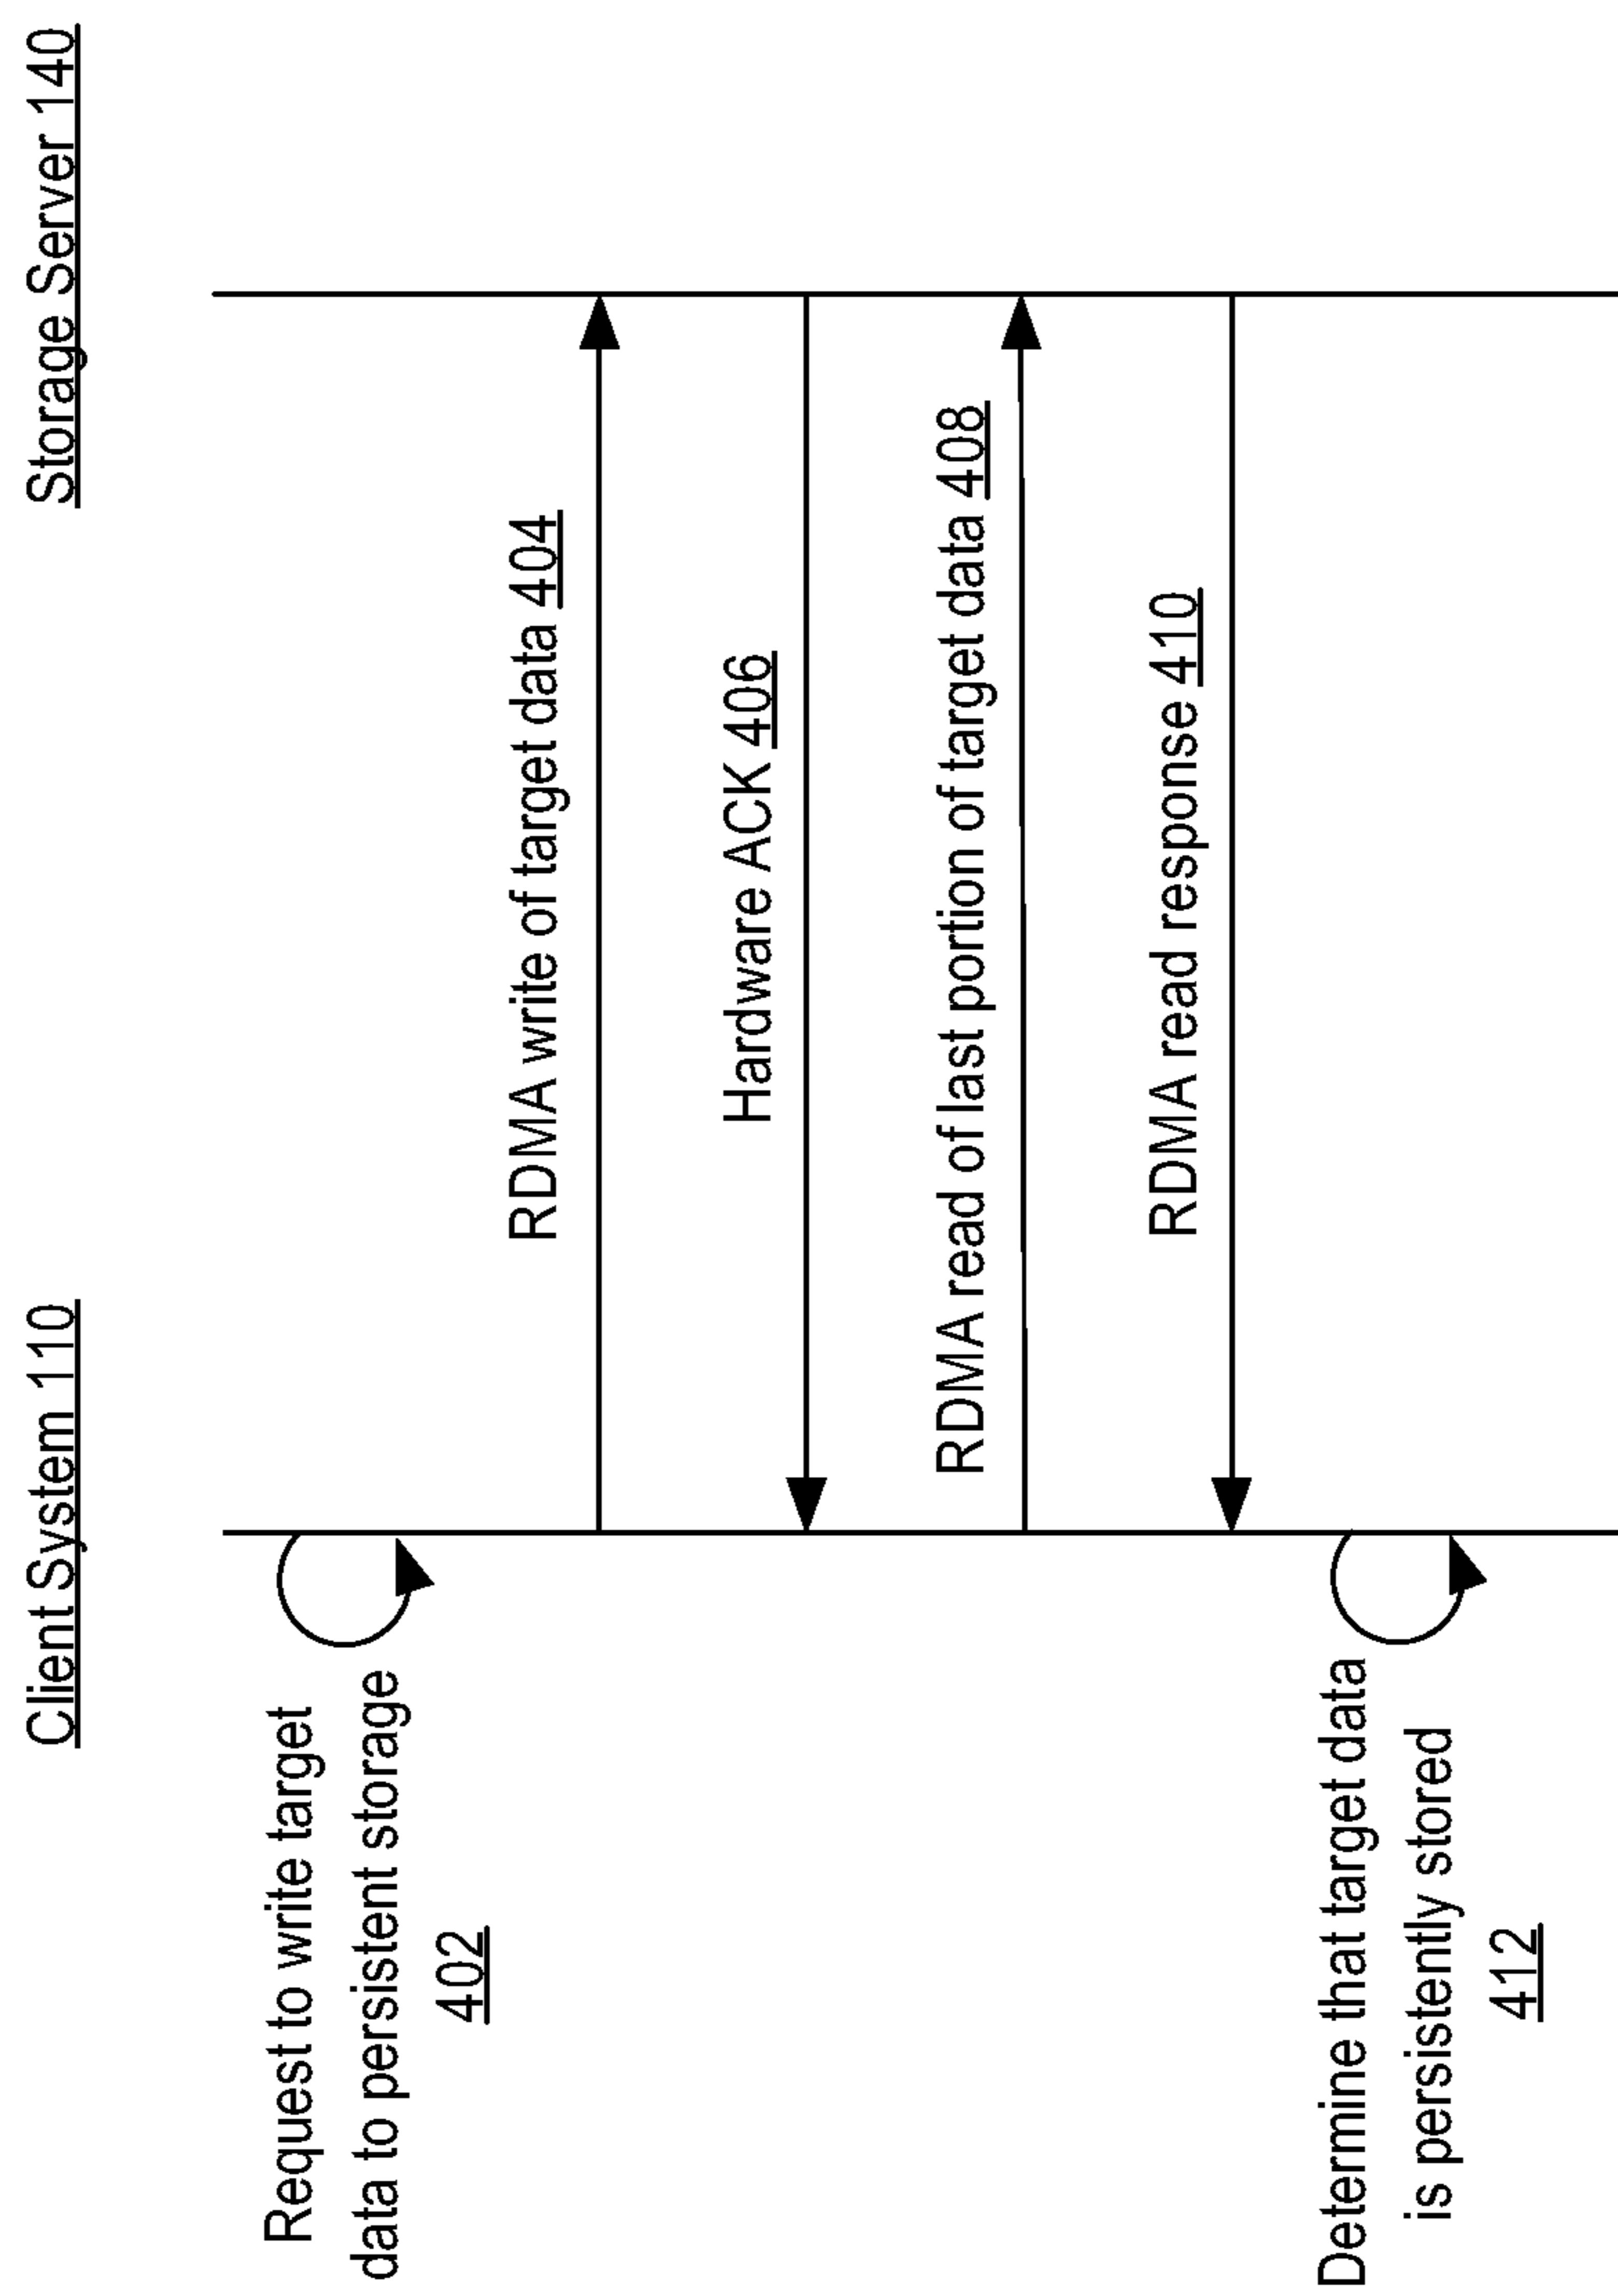 Client System 110
Storage Server 140
Request to write target
data to persistent storage
402
RDMA write of target data 404
Hardware ACK 406
RDMA read of last portion of target data 408
RDMA read response 410
Determine that target data
is persistently stored
412